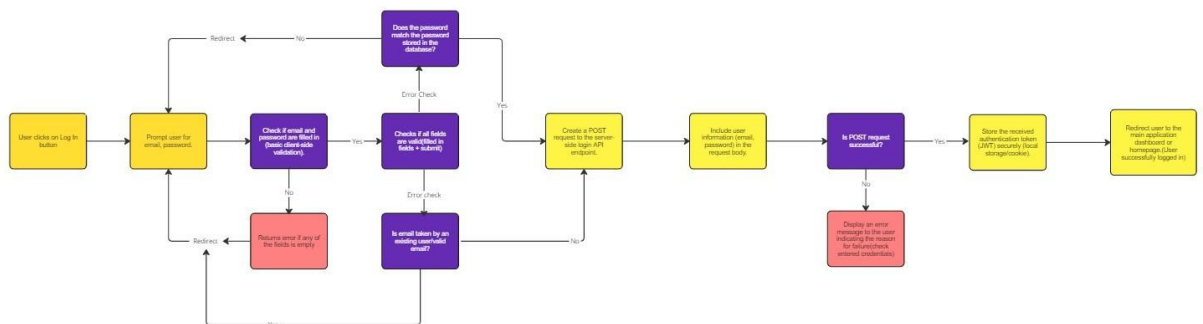 Does the password
match the password
stored in the
database?
Redirect
No
Error Check
Yes
User clicks on Log In
button
Prompt user for
email, password.
Check if email and
password are filled in
(basic client-side
validation).
Yes
Checks if all fields
are valid(filled in
fields + submit)
Create a POST
request to the server-
side login API
endpoint.
Include user
information (email,
password) in the
request body.
Is POST request
successful?
Yes
Store the received
authentication token
(JWT) securely (local
storage/cookie).
Redirect user to the
main application
dashboard or
homepage.(User
successfully logged in)
No
Error check
No
Redirect
Returns error if any of
the fields is empty
Is email taken by an
existing user/valid
email?
No
Display an error
message to the user
indicating the reason
for failure(check
entered credentials)